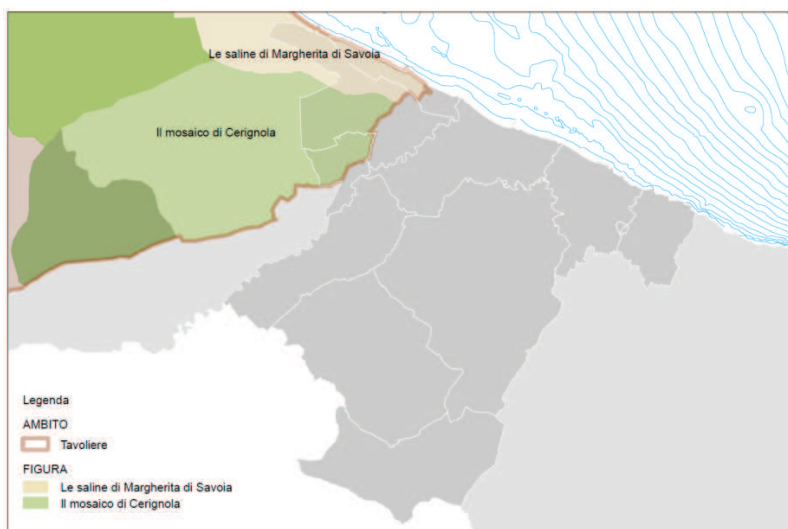 Le saline di Margherita di Savoia
Il mosaico di Cerignola
Legenda
AMBITO
Tavoliere
FIGURA
Le saline di Margherita di Savoia
Il mosaico di Cerignola